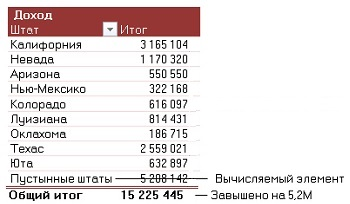 Доход
Штат Итог
Калифорния 3 165 104
Невада 1 170 320
Аризона 550 550
Нью-Мексико 322 168
Колорадо 616 097
Луизиана 814 431
Оклахома 186 715
Техас 2 559 021
Юта 632 897
Пустынные штаты 5 208 142 Вычисляемый элемент
Общий итог 15 225 445 Завышено на 5,2М